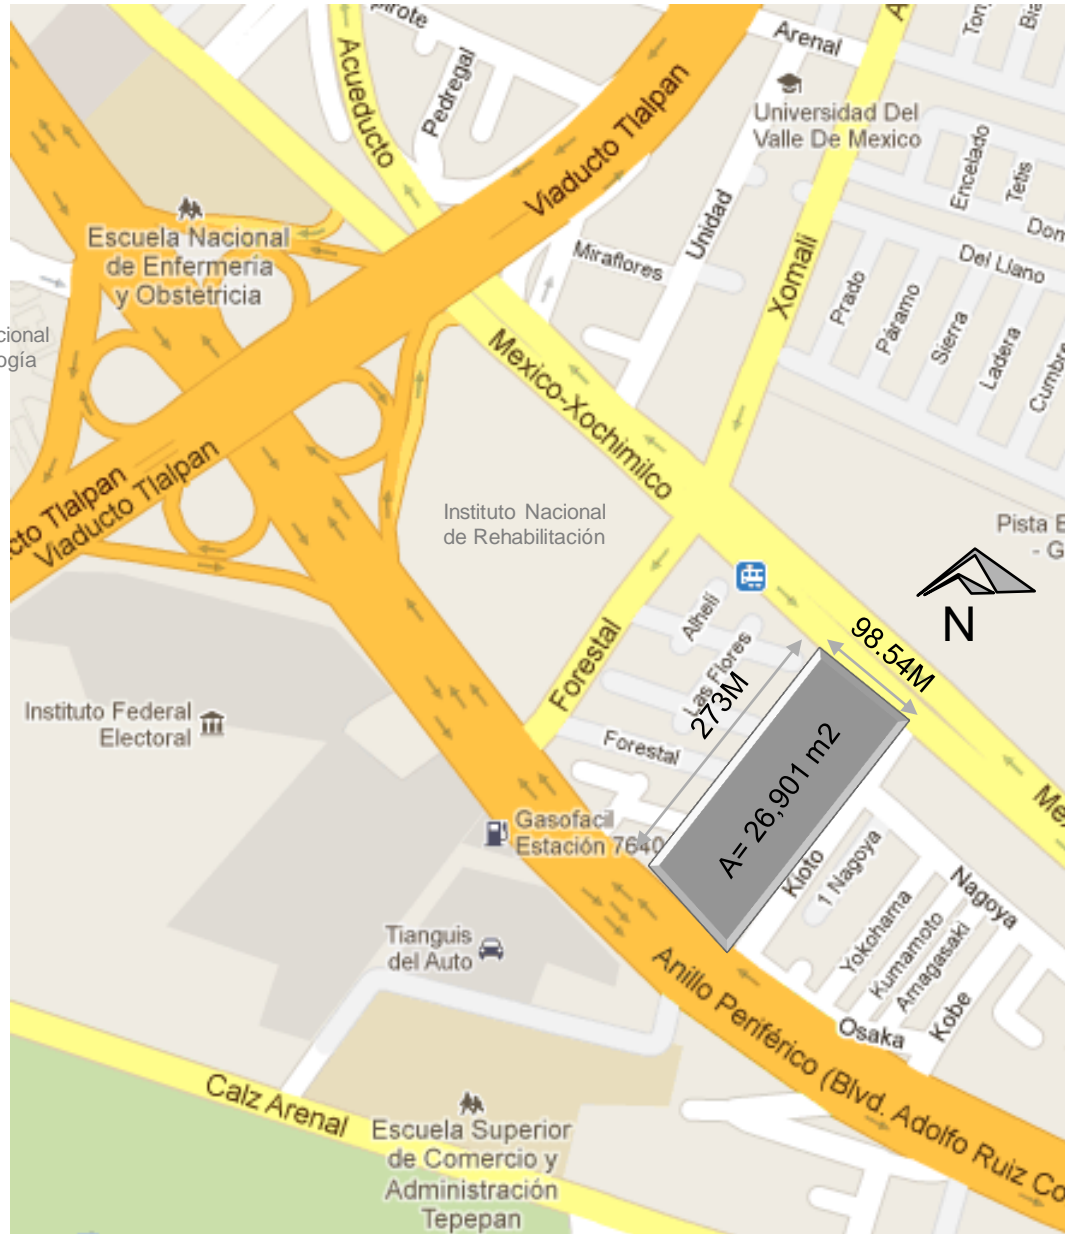 Arenal
Acueducto
Pedregal
Viaducto Tlalpan
Universidad Del
Valle De Mexico
Encelado
Tetis
Escuela Nacional
de Enfermería
y Obstetricia
Unidad
Miraflores
Xomali
Del Llano
Prado
Páramo
Sierra
Ladera
Mexico-Xochimilco
Viaducto Tlalpan
Instituto Nacional
de Rehabilitación
Alheli
Las Flores
Forestal
N
98.54M
273M
Instituto Federal
Electoral
Forestal
A= 26,901 m2
Gasofacil
Estación 7640
Kioto
1 Nagoya
Nagoya
Yokohama
Kumamoto
Amagasaki
Kobe
Osaka
Tianguis
del Auto
Anillo Periférico (Blvd. Adolfo Ruiz Co
Calz Arenal
Escuela Superior
de Comercio y
Administración
Tepepan